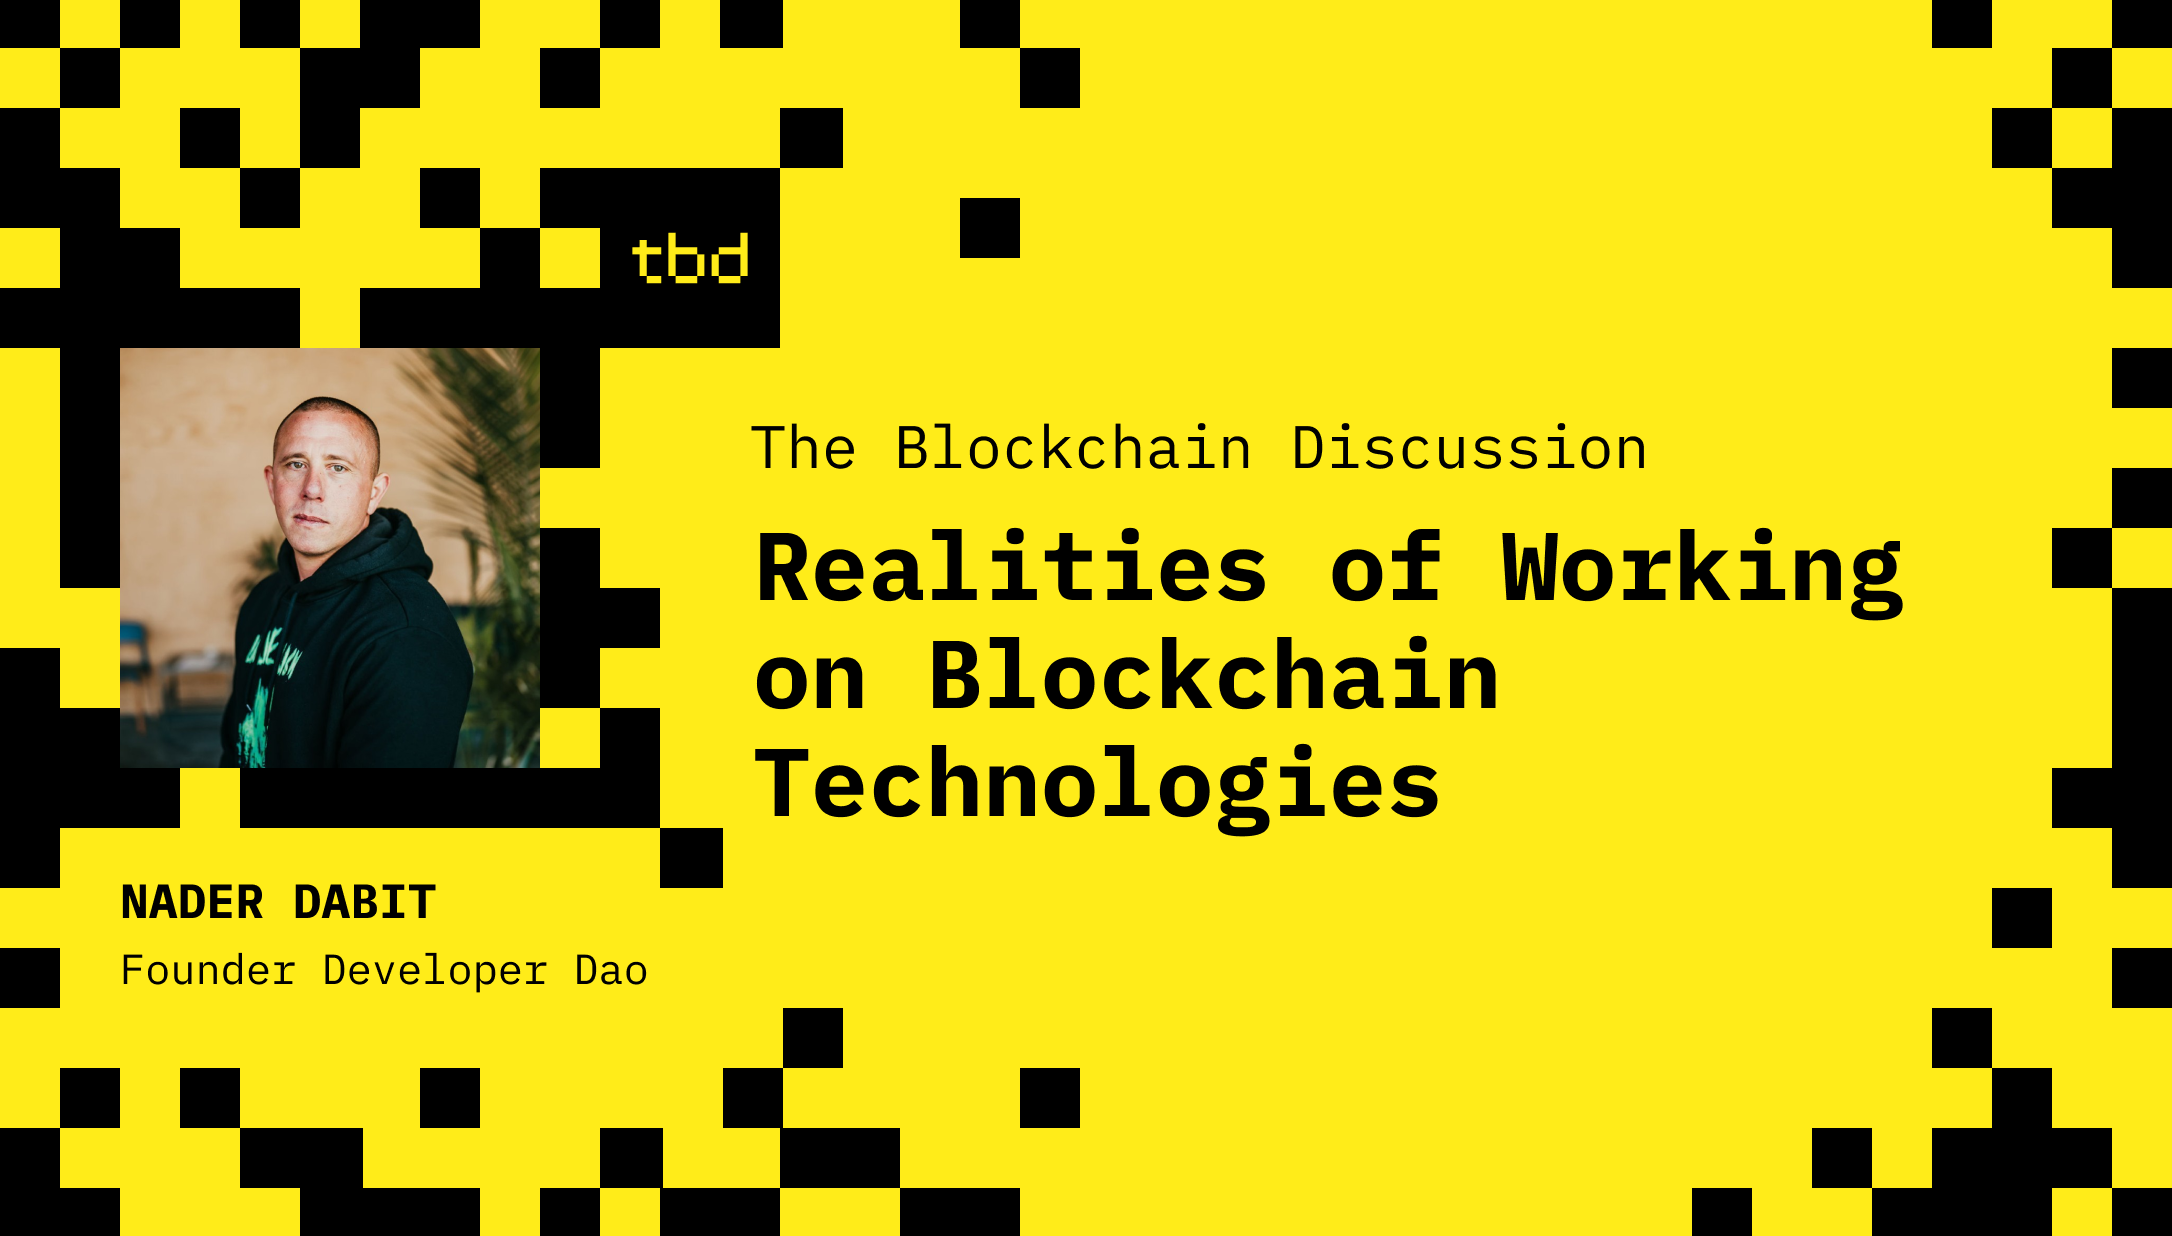 tbd
The Blockchain Discussion
Realities of Working
on Blockchain
Technologies
NADER DABIT
Founder Developer Dao